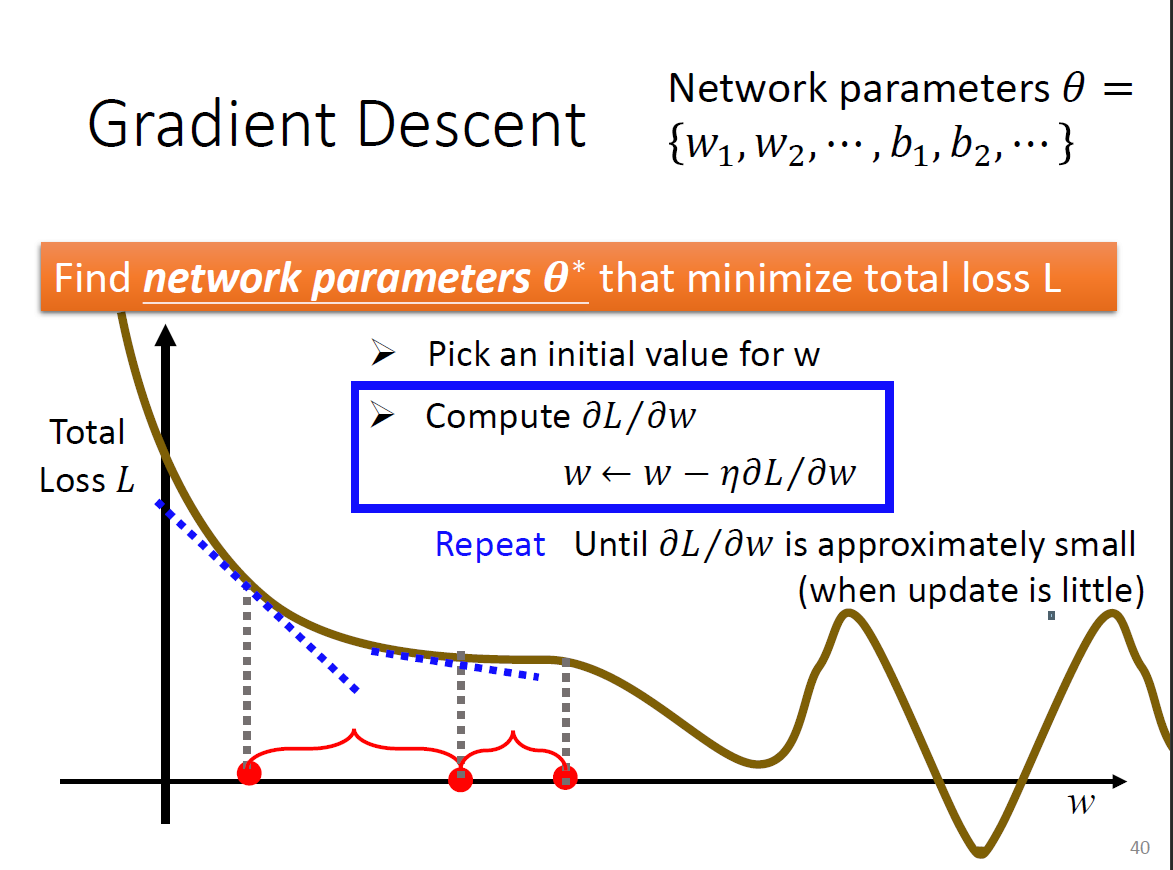 Gradient Descent
Network parameters 𝜃 =
{𝑤₁, 𝑤₂, ⋯ , 𝑏₁, 𝑏₂, ⋯ }
Find network parameters 𝜽* that minimize total loss L
➢ Pick an initial value for w
➢ Compute 𝜕𝐿/𝜕𝑤
𝑤 ← 𝑤 − 𝜂𝜕𝐿/𝜕𝑤
Total
Loss 𝐿
Repeat Until 𝜕𝐿/𝜕𝑤 is approximately small
(when update is little)
w
40